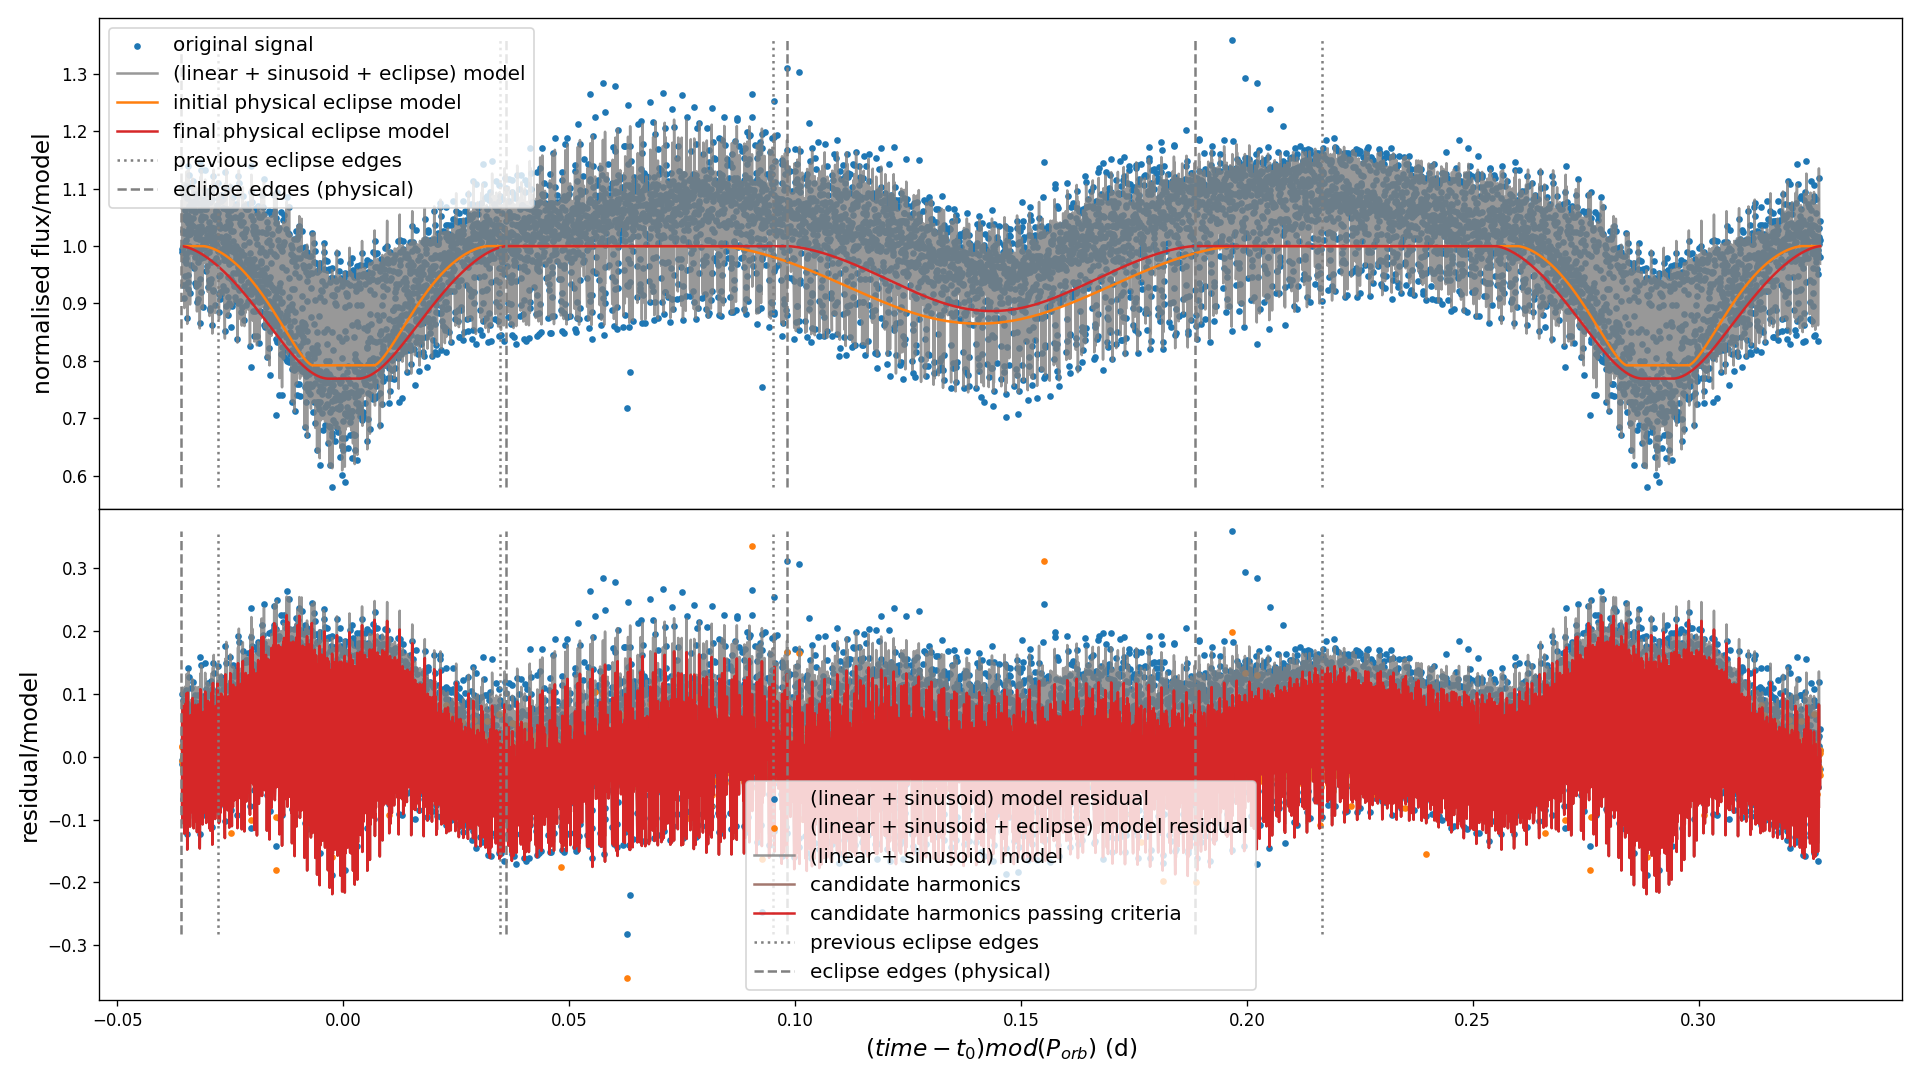 normalised flux/model
1.3
1.2
1.1
1.0
0.9
0.8
0.7
0.6
original signal
(linear + sinusoid + eclipse) model
initial physical eclipse model
final physical eclipse model
previous eclipse edges
eclipse edges (physical)
residual/model
0.3
0.2
0.1
0.0
−0.1
−0.2
−0.3
(linear + sinusoid) model residual
(linear + sinusoid + eclipse) model residual
(linear + sinusoid) model
candidate harmonics
candidate harmonics passing criteria
previous eclipse edges
eclipse edges (physical)
−0.05 0.00 0.05 0.10 0.15 0.20 0.25 0.30
(time − t₀)mod(Pₒᵣb) (d)